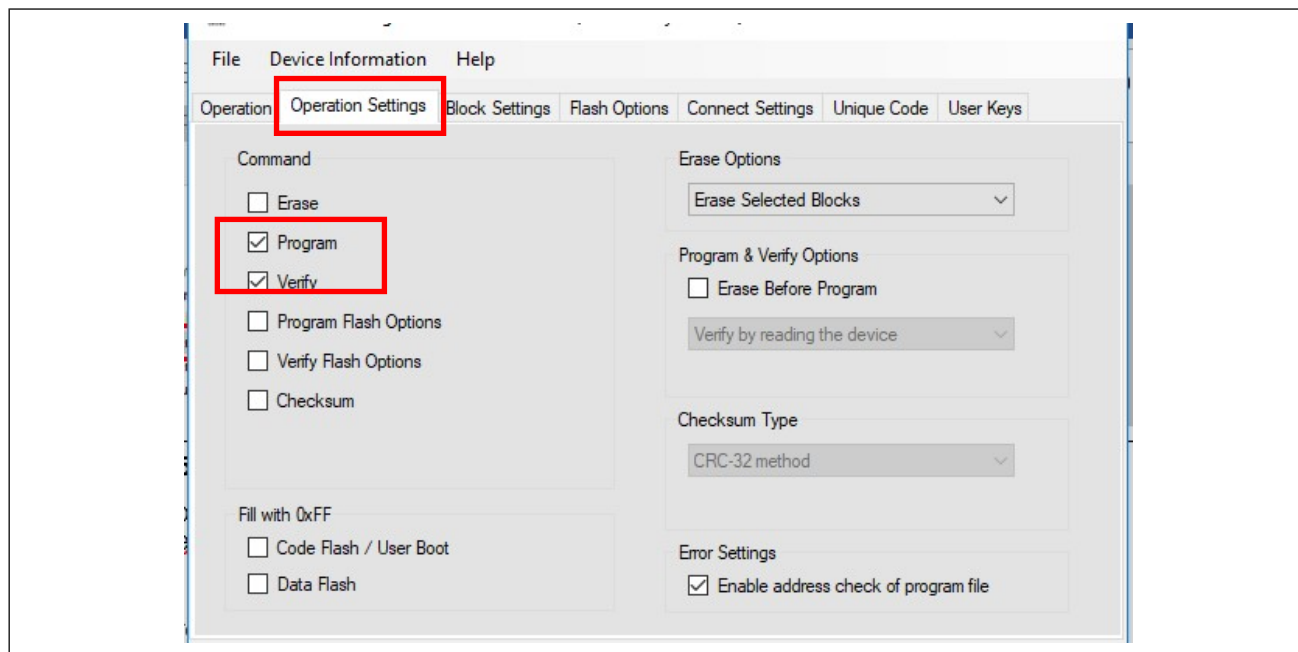 File Device Information Help
Operation Operation Settings Block Settings Flash Options Connect Settings Unique Code User Keys
Command
Erase
Program
Verify
Program Flash Options
Verify Flash Options
Checksum
Fill with 0xFF
Code Flash / User Boot
Data Flash
Erase Options
Erase Selected Blocks
Program & Verify Options
Erase Before Program
Verify by reading the device
Checksum Type
CRC-32 method
Error Settings
Enable address check of program file